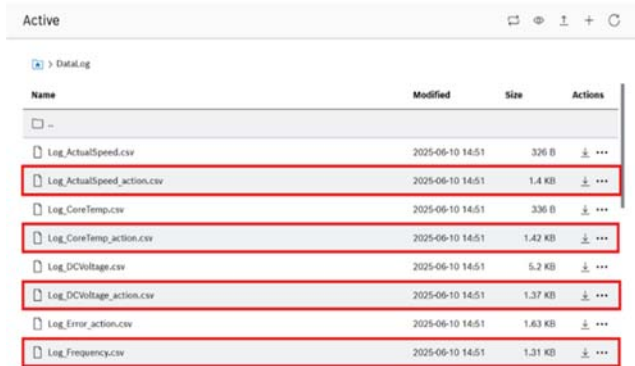 Active
> DataLog
Name Modified Size Actions
..
Log_ActualSpeed.csv 2025-06-10 14:51 326 B
Log_ActualSpeed_action.csv 2025-06-10 14:51 1.4 KB
Log_CoreTemp.csv 2025-06-10 14:51 336 B
Log_CoreTemp_action.csv 2025-06-10 14:51 1.42 KB
Log_DCVoltage.csv 2025-06-10 14:51 5.2 KB
Log_DCVoltage_action.csv 2025-06-10 14:51 1.37 KB
Log_Error_action.csv 2025-06-10 14:51 1.63 KB
Log_Frequency.csv 2025-06-10 14:51 1.31 KB